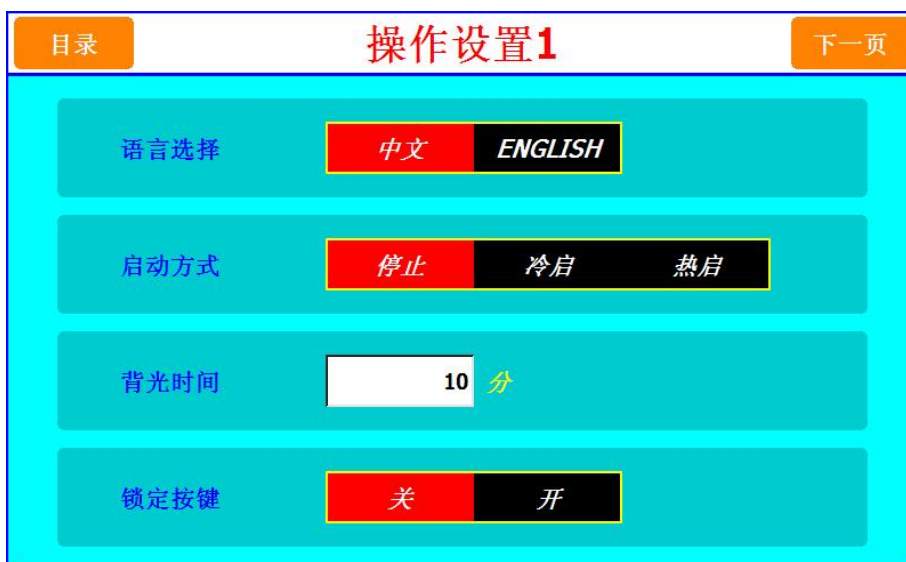 目录 操作设置1 下一页
语言选择 中文 ENGLISH
启动方式 停止 冷启 热启
背光时间 10 分
锁定按键 关 开